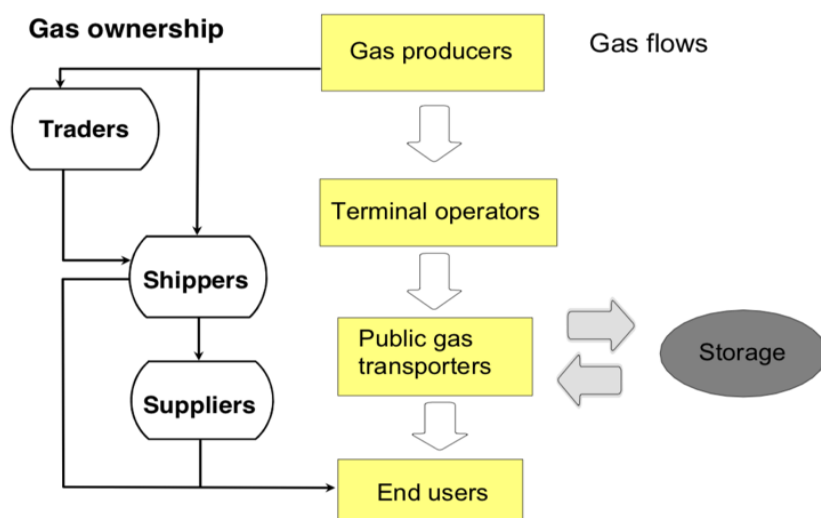 Gas ownership
Gas producers
Gas flows
Traders
Terminal operators
Shippers
Public gas
transporters
Storage
Suppliers
End users